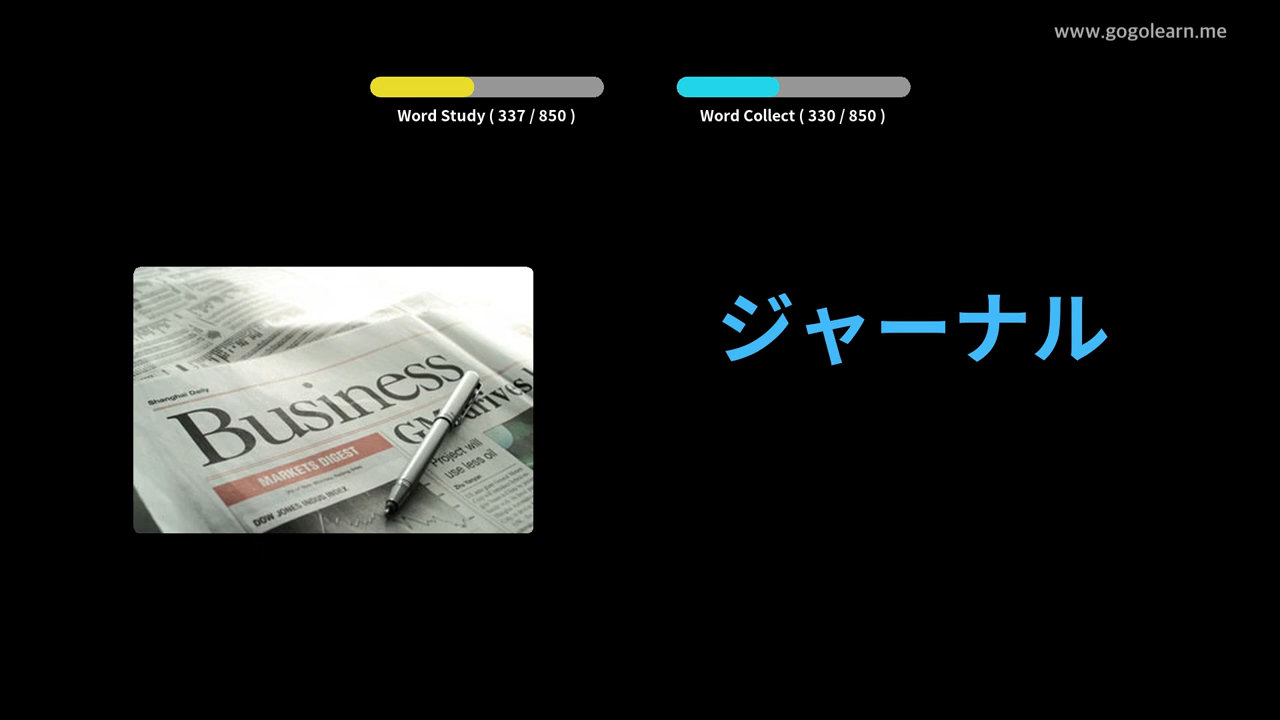 www.gogolearn.me
Word Study ( 337 / 850 )
Word Collect ( 330 / 850 )
ジャーナル
Shanghai Daily
Business
GM
drives
MARKETS DIGEST
Project will
use less oil
DOW JONES INDUS INDEX